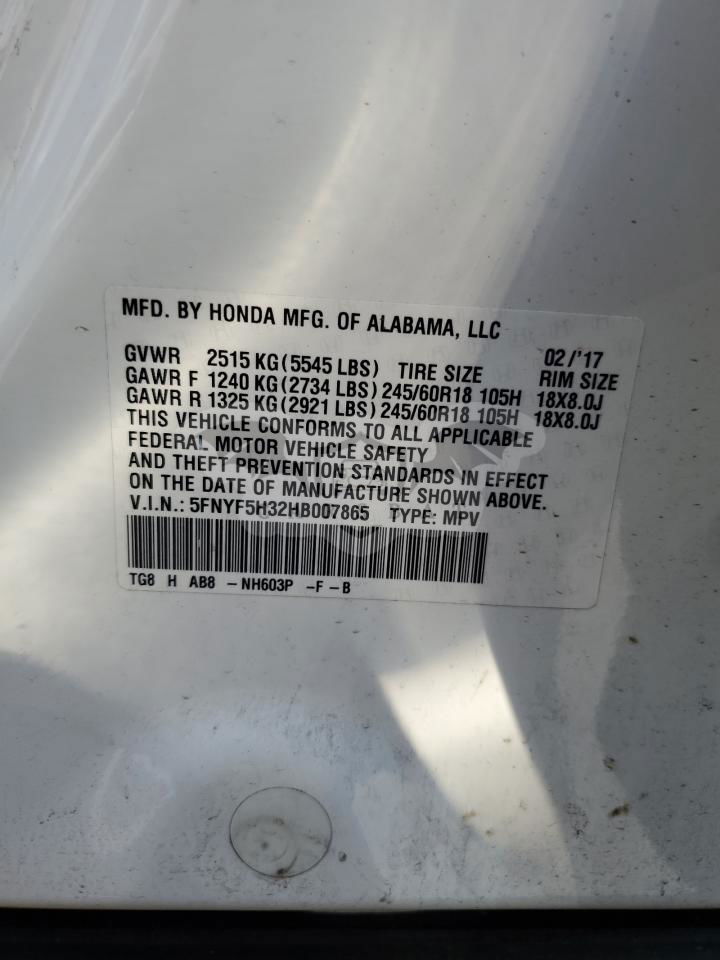 MFD. BY HONDA MFG. OF ALABAMA, LLC
GVWR 2515 KG(5545 LBS) TIRE SIZE 02/'17 RIM SIZE
GAWR F 1240 KG(2734 LBS) 245/60R18 105H 18X8.0J
GAWR R 1325 KG(2921 LBS) 245/60R18 105H 18X8.0J
THIS VEHICLE CONFORMS TO ALL APPLICABLE
FEDERAL MOTOR VEHICLE SAFETY
AND THEFT PREVENTION STANDARDS IN EFFECT
ON THE DATE OF MANUFACTURE SHOWN ABOVE.
V.I.N.: 5FNYF5H32HB007865 TYPE: MPV
TG8 H AB8 -NH603P -F-B